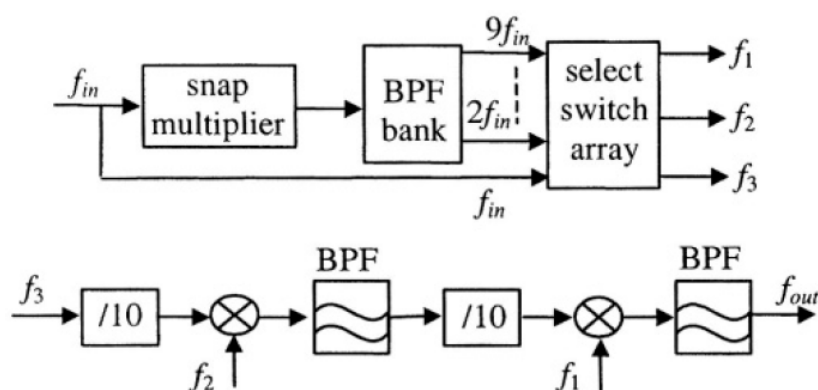 9f_in
f_in
snap multiplier
BPF bank
2f_in
select switch array
f_1
f_2
f_3
f_in
BPF
BPF
f_3
/10
/10
f_out
f_2
f_1